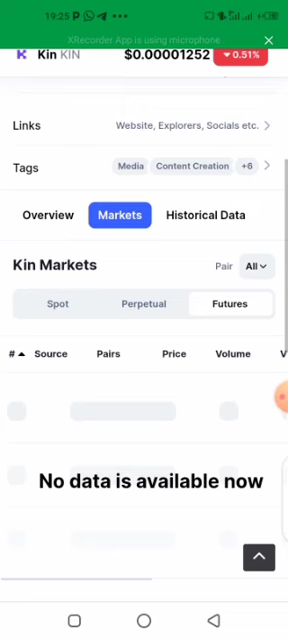 19:25 P
XRecorder App is using microphone
Kin KIN $0.00001252 0.51%
Links Website, Explorers, Socials etc.
Tags Media Content Creation +6
Overview Markets Historical Data
Kin Markets Pair All
Spot Perpetual Futures
# Source Pairs Price Volume V
No data is available now